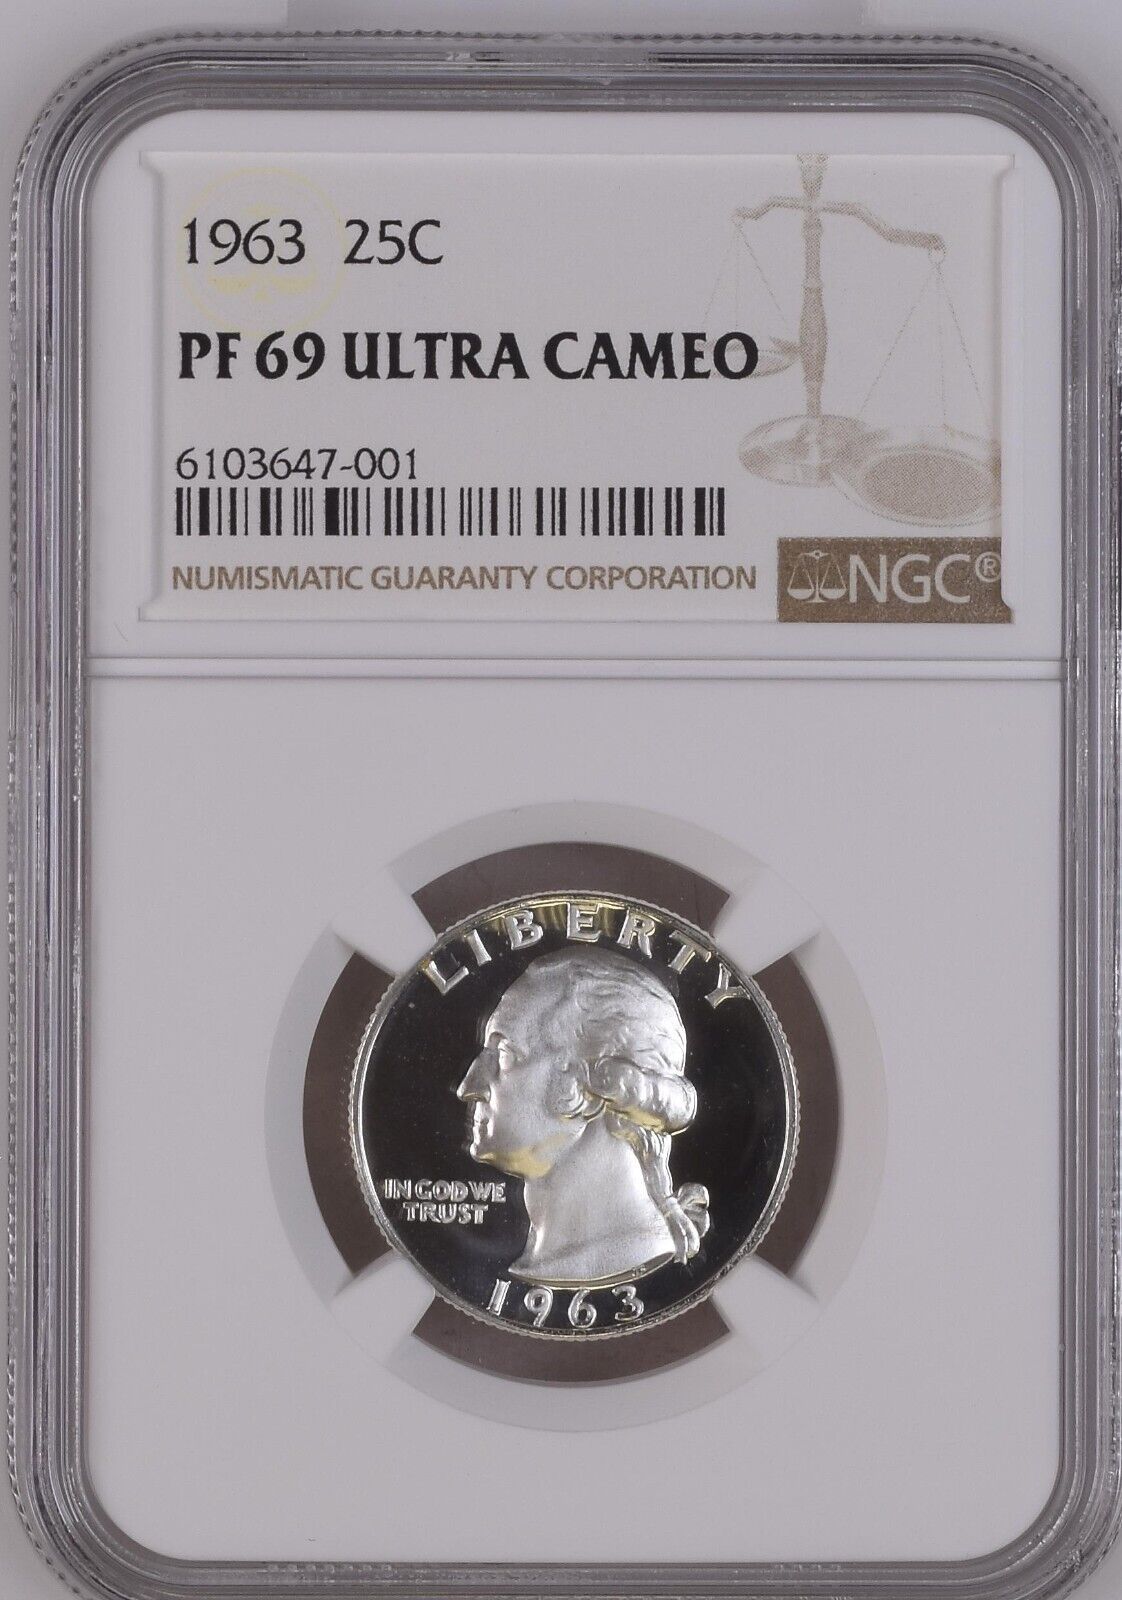 1963 25C
PF 69 ULTRA CAMEO
6103647-001
NUMISMATIC GUARANTY CORPORATION
NGC®
LIBERTY
IN GOD WE
TRUST
1963